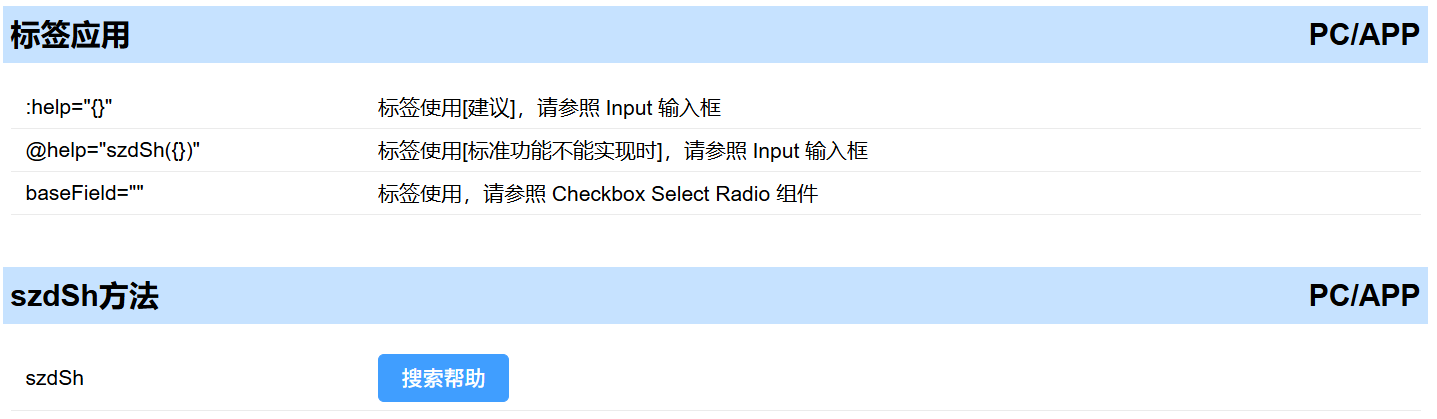 标签应用 PC/APP
:help="{}" 标签使用[建议]，请参照 Input 输入框
@help="szdSh({})" 标签使用[标准功能不能实现时]，请参照 Input 输入框
baseField="" 标签使用，请参照 Checkbox Select Radio 组件
szdSh方法 PC/APP
szdSh 搜索帮助